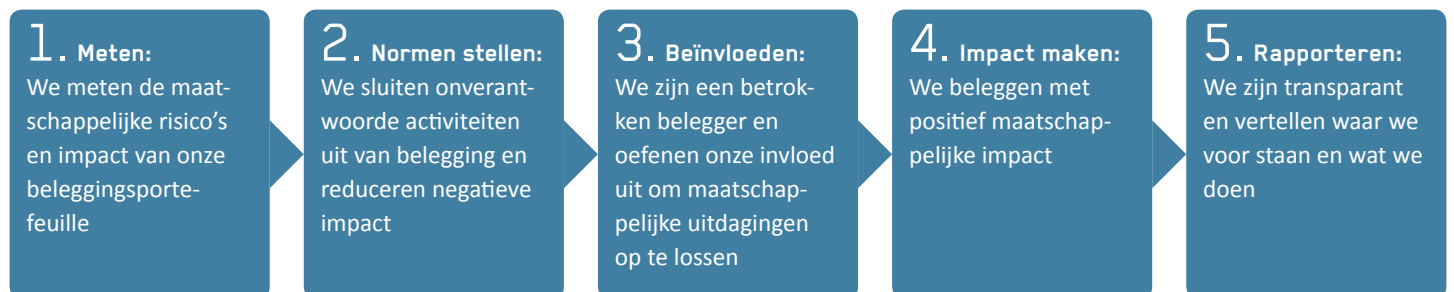 1. Meten:
We meten de maat-
schappelijke risico's
en impact van onze
beleggingsporte-
feuille
2. Normen stellen:
We sluiten onverant-
woorde activiteiten
uit van belegging en
reduceren negatieve
impact
3. Beïnvloeden:
We zijn een betrok-
ken belegger en
oefenen onze invloed
uit om maatschap-
pelijke uitdagingen
op te lossen
4. Impact maken:
We beleggen met
positief maatschap-
pelijke impact
5. Rapporteren:
We zijn transparant
en vertellen waar we
voor staan en wat we
doen